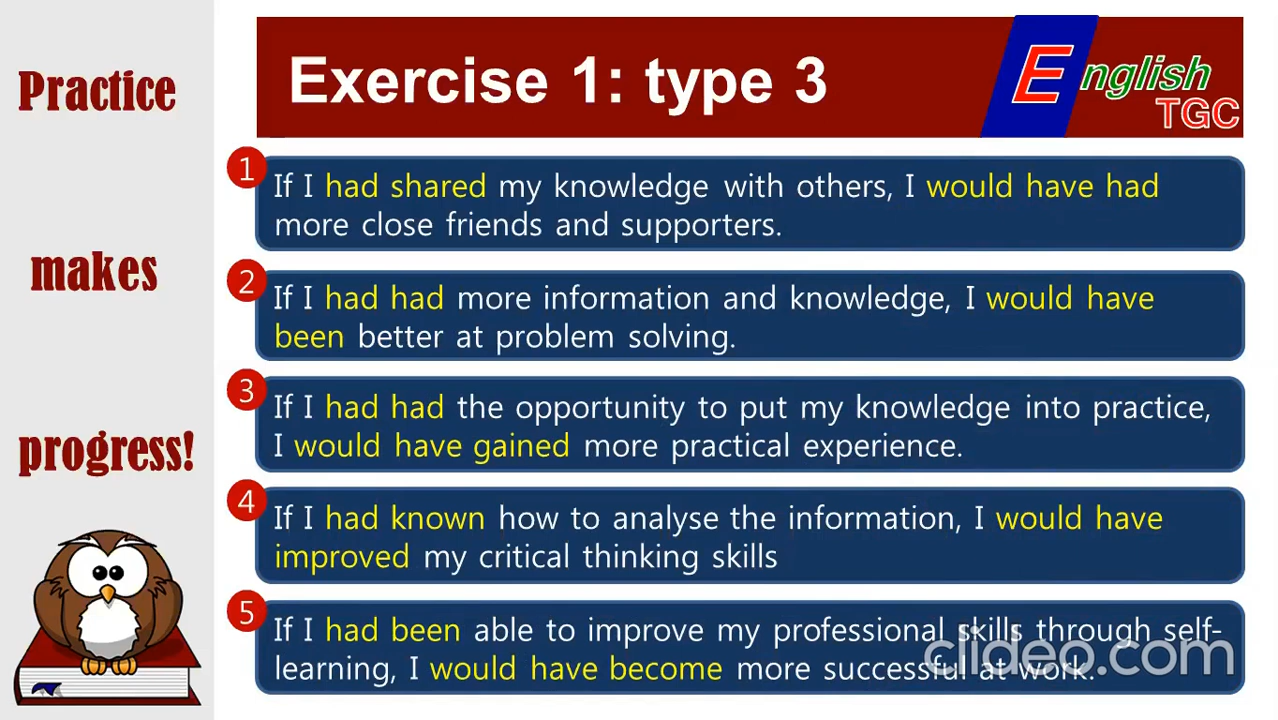 Practice
makes
progress!
Exercise 1: type 3
English
TGC
1
If I had shared my knowledge with others, I would have had
more close friends and supporters.
2
If I had had more information and knowledge, I would have
been better at problem solving.
3
If I had had the opportunity to put my knowledge into practice,
I would have gained more practical experience.
4
If I had known how to analyse the information, I would have
improved my critical thinking skills
5
If I had been able to improve my professional skills through self-
learning, I would have become more successful at work.
clideo.com